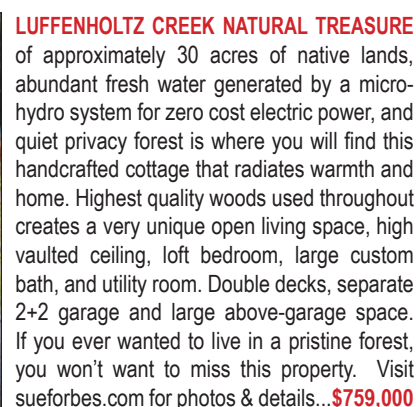 LUFFENHOLTZ CREEK NATURAL TREASURE
of approximately 30 acres of native lands,
abundant fresh water generated by a micro-
hydro system for zero cost electric power, and
quiet privacy forest is where you will find this
handcrafted cottage that radiates warmth and
home. Highest quality woods used throughout
creates a very unique open living space, high
vaulted ceiling, loft bedroom, large custom
bath, and utility room. Double decks, separate
2+2 garage and large above-garage space.
If you ever wanted to live in a pristine forest,
you won't want to miss this property. Visit
sueforbes.com for photos & details...$759,000